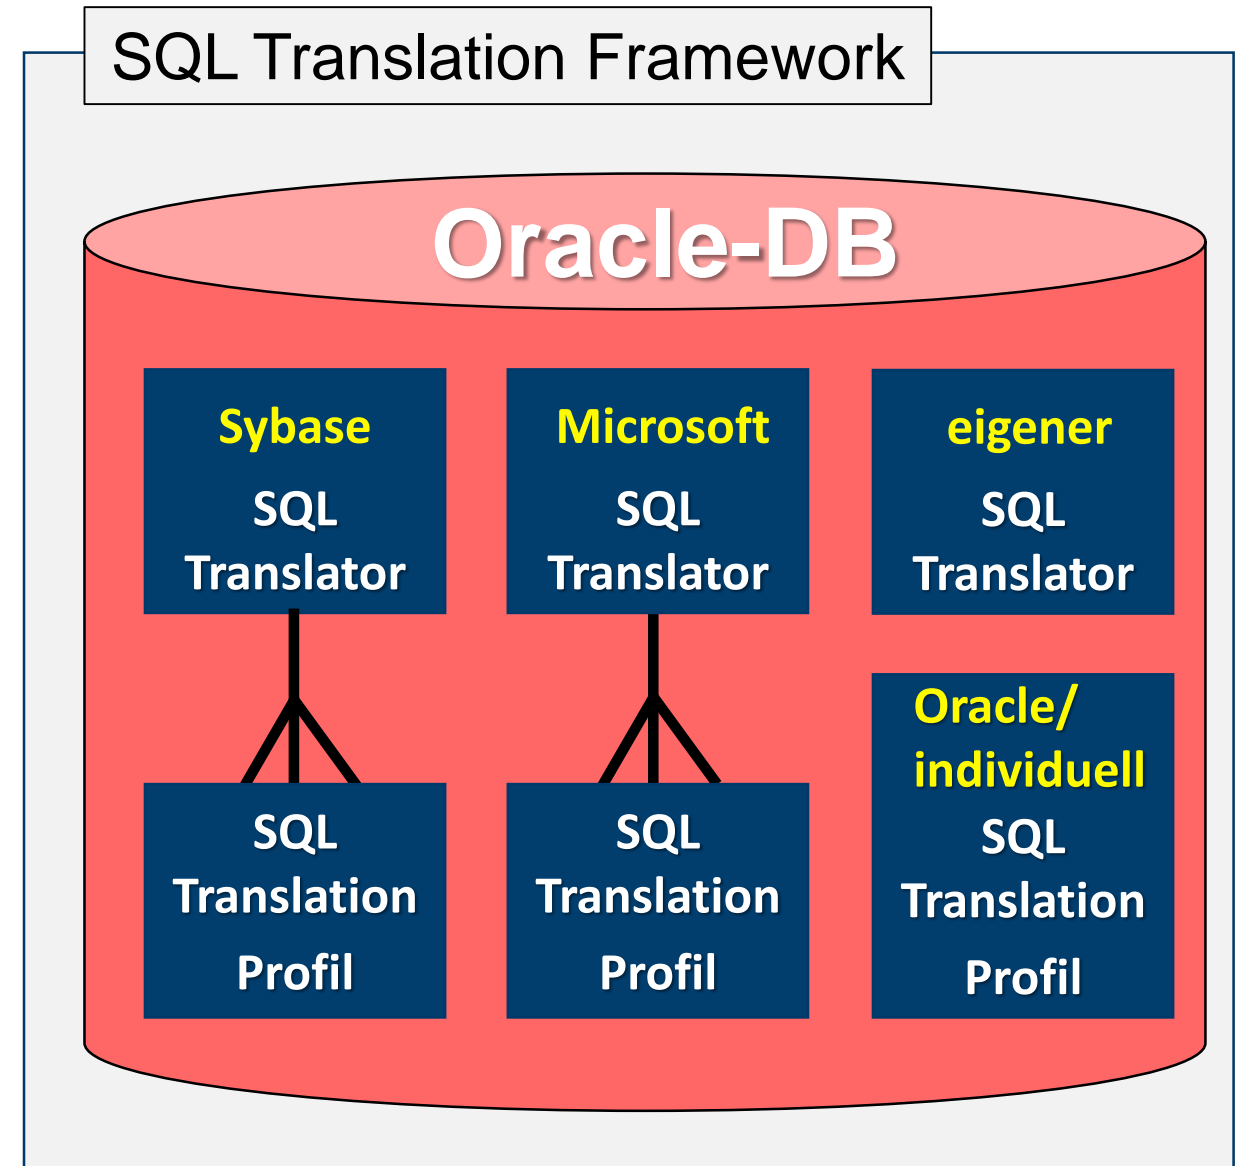 SQL Translation Framework
Oracle-DB
Sybase
SQL
Translator
Microsoft
SQL
Translator
eigener
SQL
Translator
SQL
Translation
Profil
SQL
Translation
Profil
Oracle/
individuell
SQL
Translation
Profil